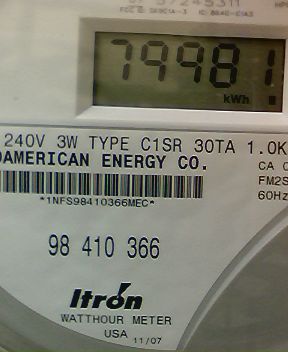 79981
kWh
240V 3W TYPE C1SR 30TA 1.0K
OAMERICAN ENERGY CO.
CA
*1NFS98410366MEC*
FM2S
60Hz
98 410 366
Itron
WATTHOUR METER
USA 11/07